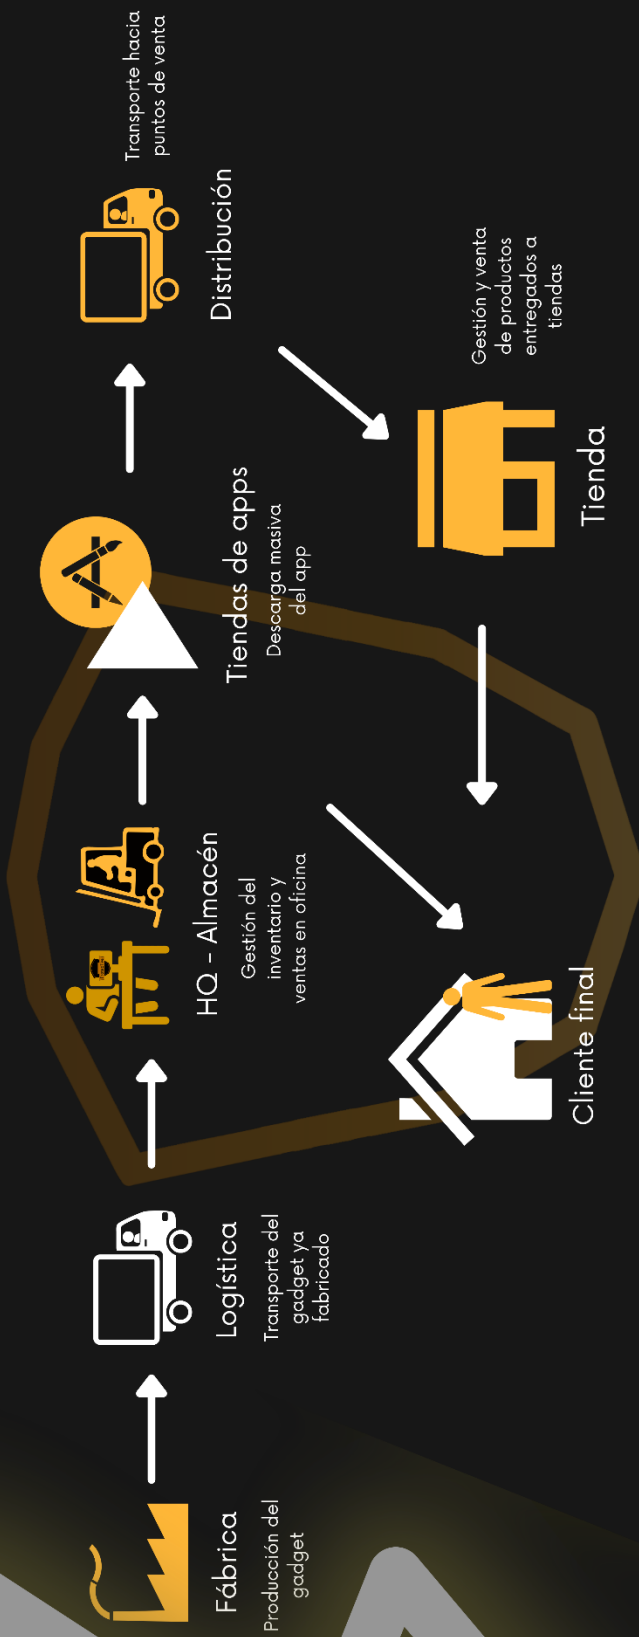 Fábrica
Producción del
gadget
Logística
Transporte del
gadget ya
fabricado
HQ - Almacén
Gestión del
inventario y
ventas en oficina
Tiendas de apps
Descarga masiva
del app
Distribución
Transporte hacia
puntos de venta
Cliente final
Tienda
Gestión y venta
de productos
entregados a
tiendas